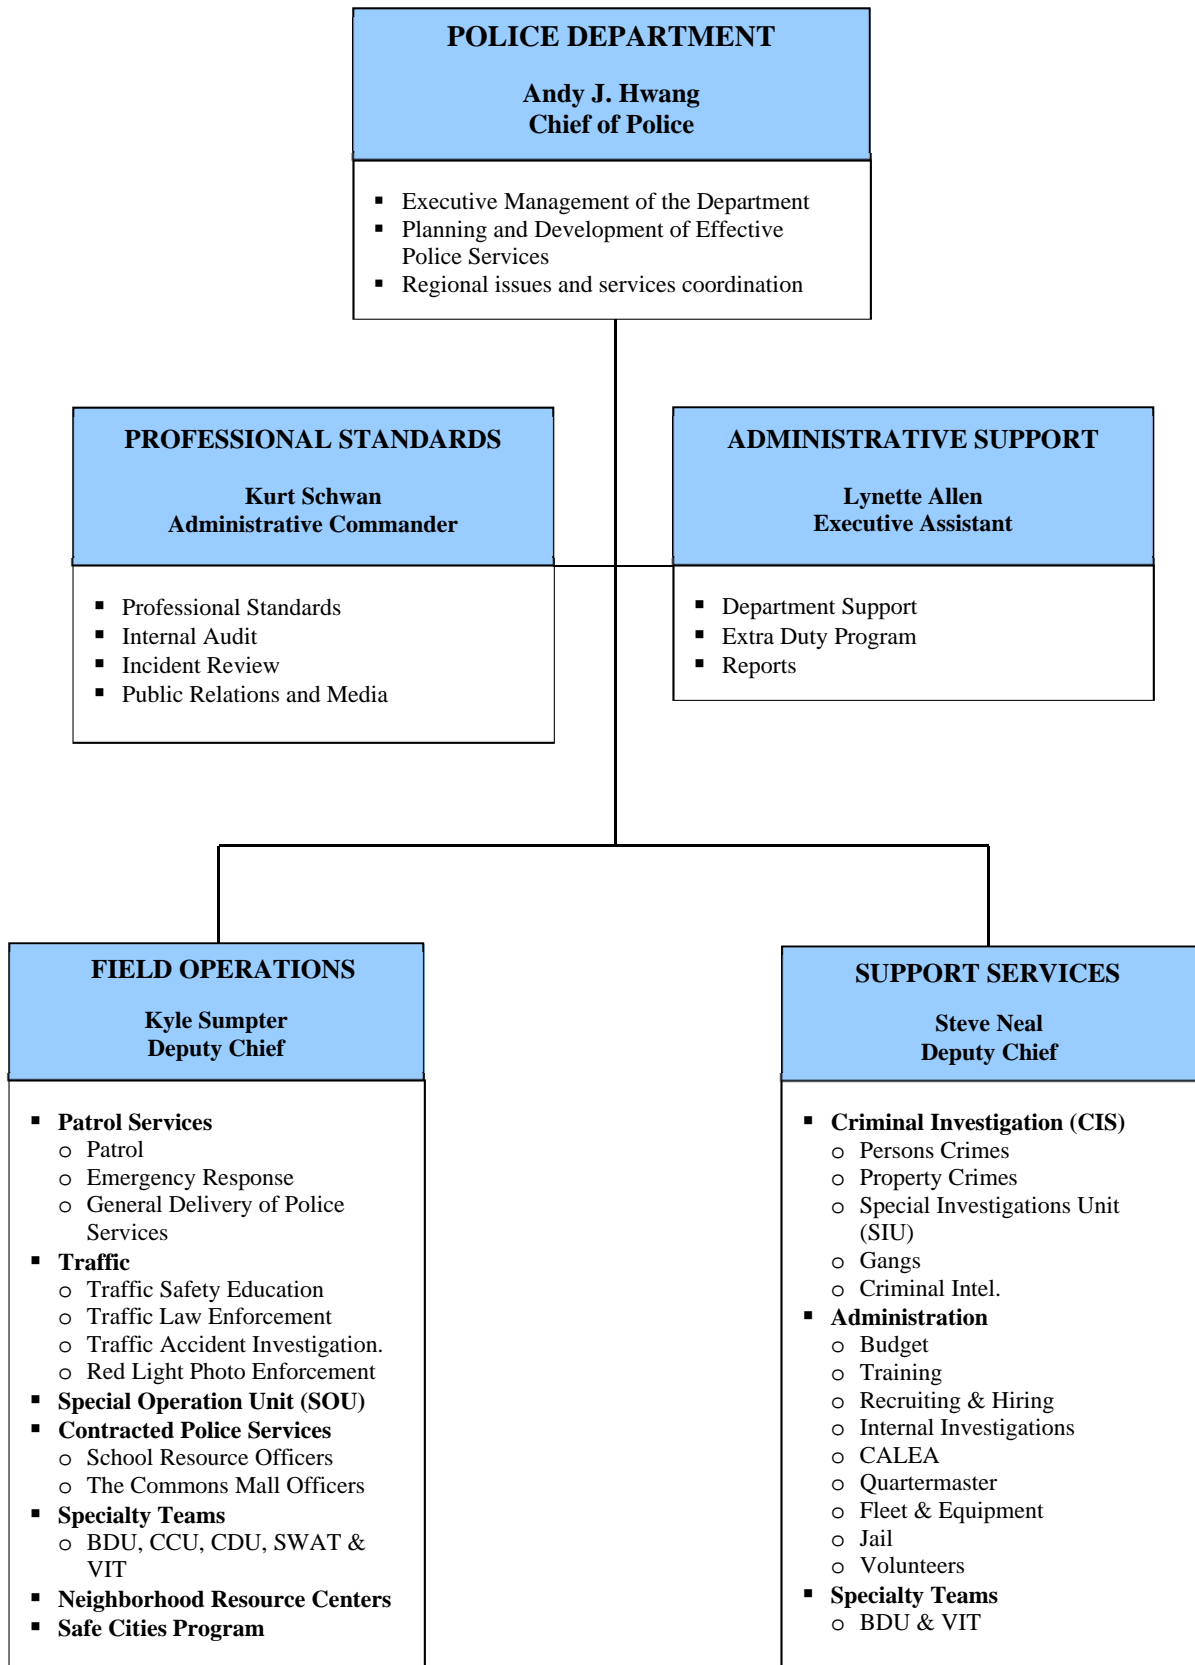 POLICE DEPARTMENT
Andy J. Hwang
Chief of Police
▪ Executive Management of the Department
▪ Planning and Development of Effective
Police Services
▪ Regional issues and services coordination
PROFESSIONAL STANDARDS
Kurt Schwan
Administrative Commander
▪ Professional Standards
▪ Internal Audit
▪ Incident Review
▪ Public Relations and Media
ADMINISTRATIVE SUPPORT
Lynette Allen
Executive Assistant
▪ Department Support
▪ Extra Duty Program
▪ Reports
FIELD OPERATIONS
Kyle Sumpter
Deputy Chief
▪ Patrol Services
o Patrol
o Emergency Response
o General Delivery of Police
Services
▪ Traffic
o Traffic Safety Education
o Traffic Law Enforcement
o Traffic Accident Investigation.
o Red Light Photo Enforcement
▪ Special Operation Unit (SOU)
▪ Contracted Police Services
o School Resource Officers
o The Commons Mall Officers
▪ Specialty Teams
o BDU, CCU, CDU, SWAT &
VIT
▪ Neighborhood Resource Centers
▪ Safe Cities Program
SUPPORT SERVICES
Steve Neal
Deputy Chief
▪ Criminal Investigation (CIS)
o Persons Crimes
o Property Crimes
o Special Investigations Unit
(SIU)
o Gangs
o Criminal Intel.
▪ Administration
o Budget
o Training
o Recruiting & Hiring
o Internal Investigations
o CALEA
o Quartermaster
o Fleet & Equipment
o Jail
o Volunteers
▪ Specialty Teams
o BDU & VIT